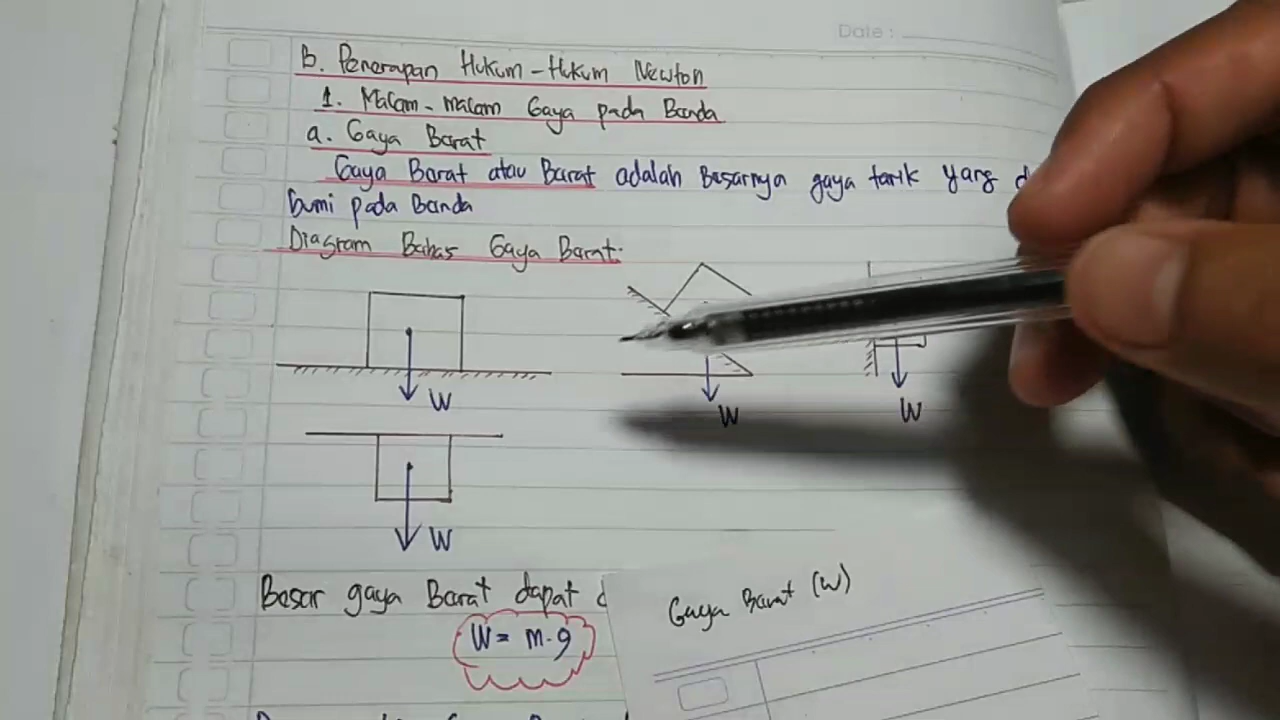 Date :
B. Penerapan Hukum-Hukum Newton
1. Macam-macam Gaya pada Benda
a. Gaya Berat
Gaya Berat atau Berat adalah Besarnya gaya tarik yang
bumi pada Benda
Diagram Bebas Gaya Berat.
W W W
W
Besar gaya Berat dapat d
W = m.g
Gaya Berat (W)